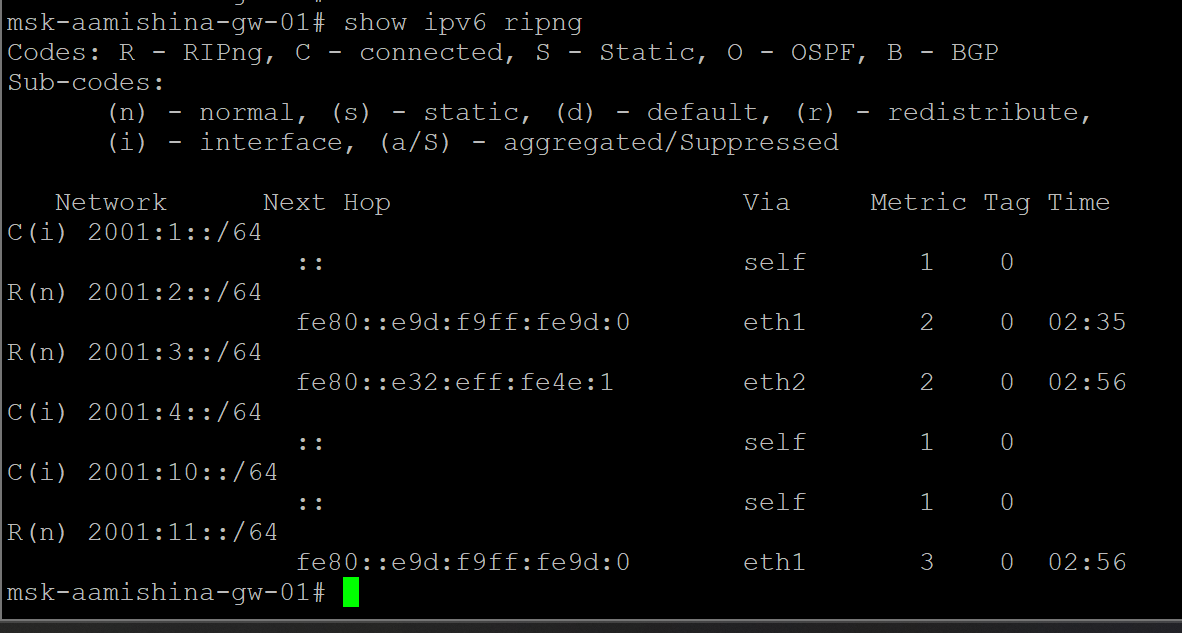 msk-aamishina-gw-01# show ipv6 ripng
Codes: R - RIPng, C - connected, S - Static, O - OSPF, B - BGP
Sub-codes:
      (n) - normal, (s) - static, (d) - default, (r) - redistribute,
      (i) - interface, (a/S) - aggregated/Suppressed

   Network      Next Hop                      Via     Metric Tag Time
C(i) 2001:1::/64
                  ::                          self       1    0
R(n) 2001:2::/64
                  fe80::e9d:f9ff:fe9d:0       eth1       2    0  02:35
R(n) 2001:3::/64
                  fe80::e32:eff:fe4e:1        eth2       2    0  02:56
C(i) 2001:4::/64
                  ::                          self       1    0
C(i) 2001:10::/64
                  ::                          self       1    0
R(n) 2001:11::/64
                  fe80::e9d:f9ff:fe9d:0       eth1       3    0  02:56
msk-aamishina-gw-01#